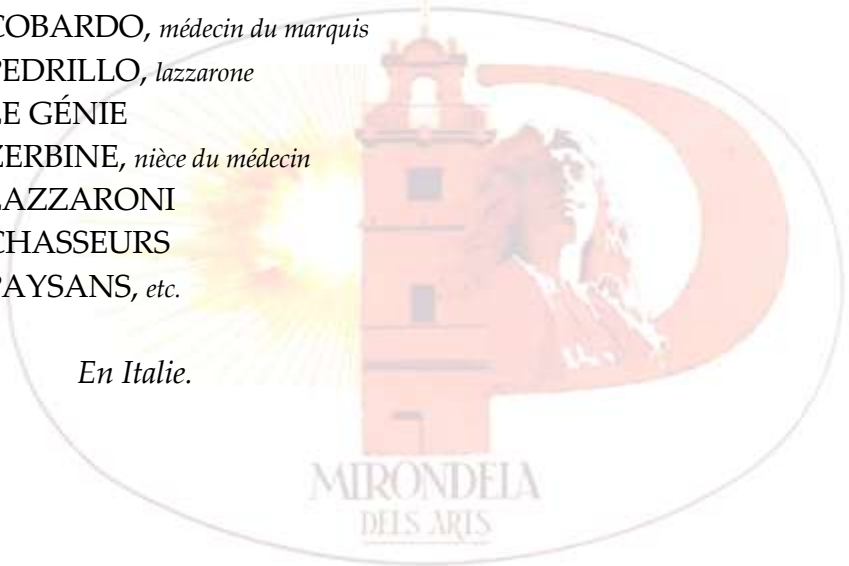 COBARDO, médecin du marquis
PEDRILLO, lazzarone
LE GÉNIE
ZERBINE, nièce du médecin
LAZZARONI
CHASSEURS
PAYSANS, etc.
En Italie.
MIRONDELA
DELS ARTS